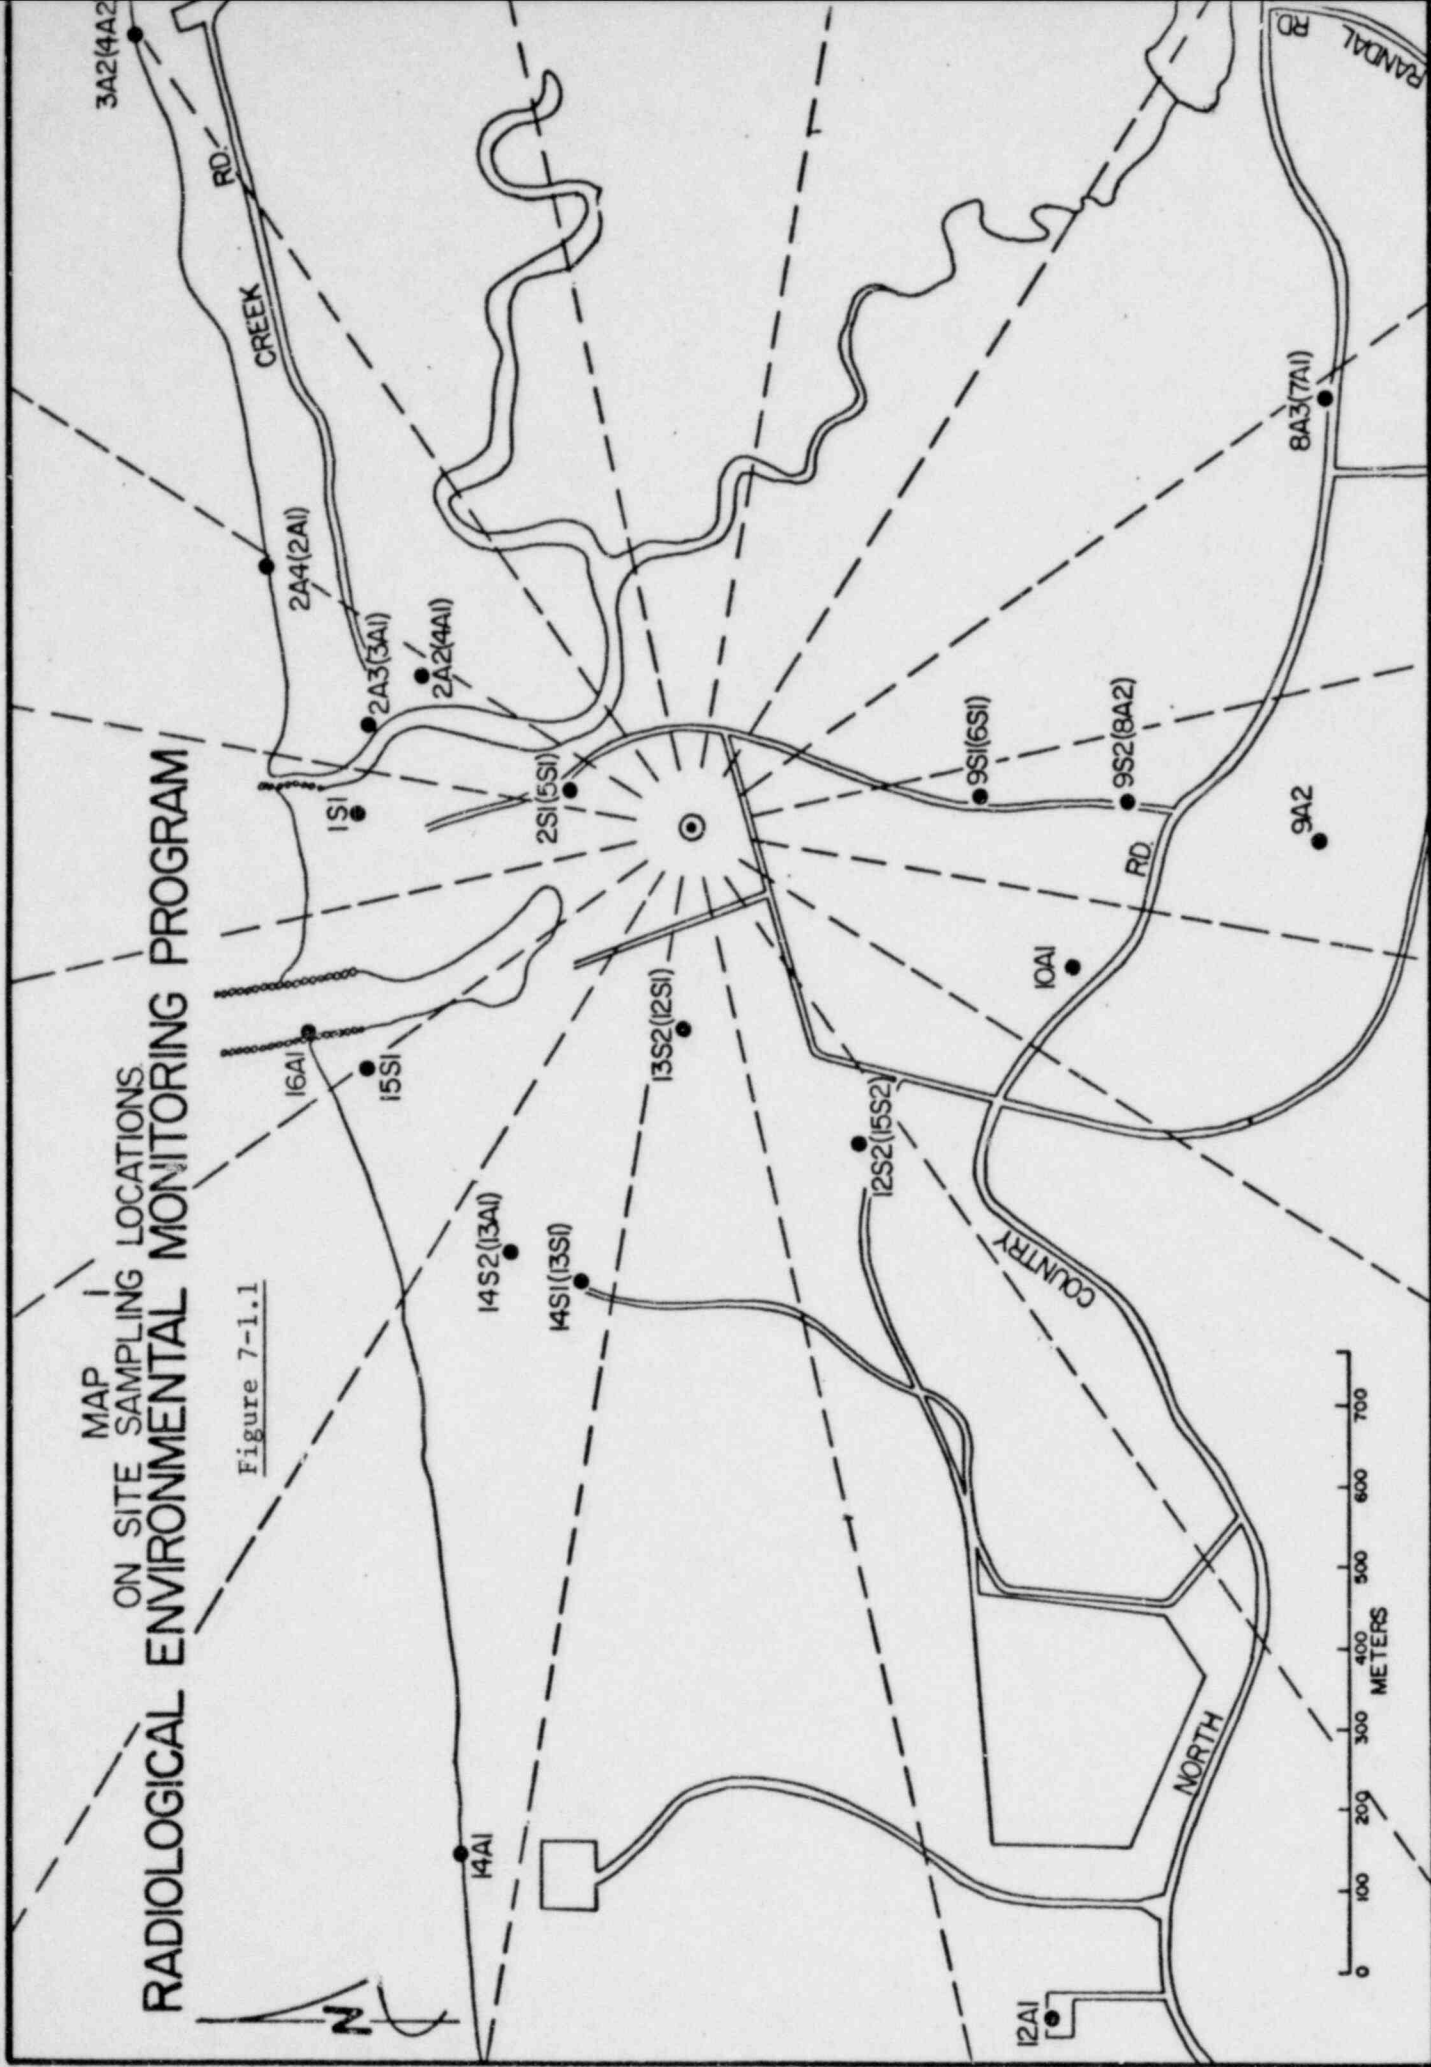 MAP I
ON SITE SAMPLING LOCATIONS
RADIOLOGICAL ENVIRONMENTAL MONITORING PROGRAM
Figure 7-1.1
N
3A2(4A2
CREEK RD.
2A4(2A1)
2A3(3A1)
2A2(4A1)
1S1
2S1(5S1)
16A1
15S1
13S2(12S1)
14S2(13A1)
14S1(13S1)
12S2(15S2)
14A1
12A1
9S1(6S1)
9S2(8A2)
9A2
10A1
8A3(7A1)
RANDAL RD.
NORTH COUNTRY RD.
0 100 200 300 400 500 600 700
METERS